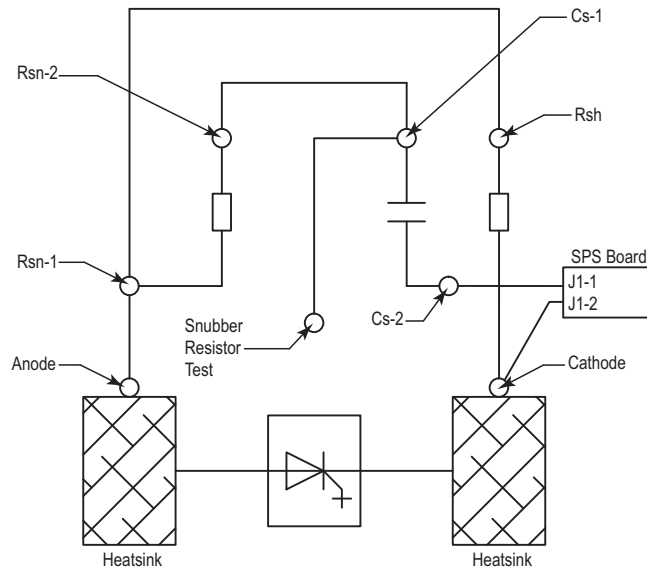 Cs-1
Rsn-2
Rsh
Rsn-1
SPS Board
J1-1
J1-2
Snubber
Resistor
Test
Cs-2
Anode
Cathode
Heatsink
Heatsink